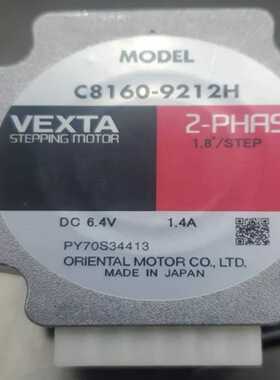 MODEL
C8160-9212H
VEXTA
STEPPING MOTOR
2-PHAS
1.8°/STEP
DC 6.4V 1.4A
PY70S34413
ORIENTAL MOTOR CO., LTD.
MADE IN JAPAN